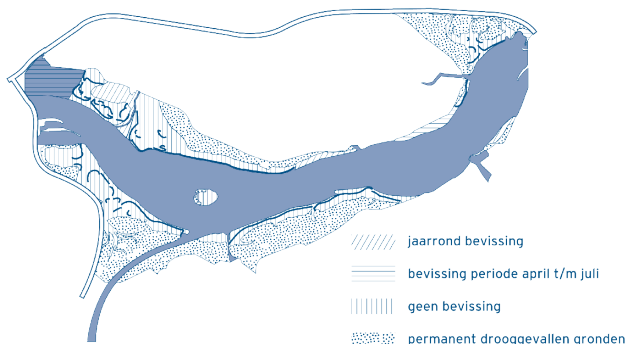 jaarrond bevissing
bevissing periode april t/m juli
geen bevissing
permanent drooggevallen gronden